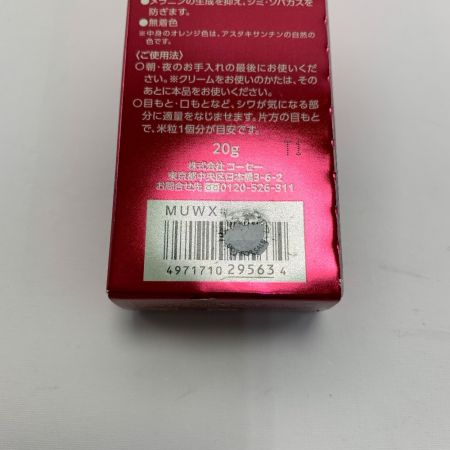 ●メラニンの生成を抑え、シミ・ソバカスを
防ぎます。
●無着色
※中身のオレンジ色は、アスタキサンチンの自然の
色です。
〈ご使用法〉
○朝・夜のお手入れの最後にお使いくだ
さい。※クリームをお使いのかたは、その
あとに本品をお使いください。
○目もと・口もとなど、シワが気になる部
分に適量をなじませます。片方の目もと
で、米粒1個分が目安です。
20g
T1
株式会社 コーセー
東京都中央区日本橋3-6-2
お問合せ先 0120-526-311
MUWX
4971710 295634